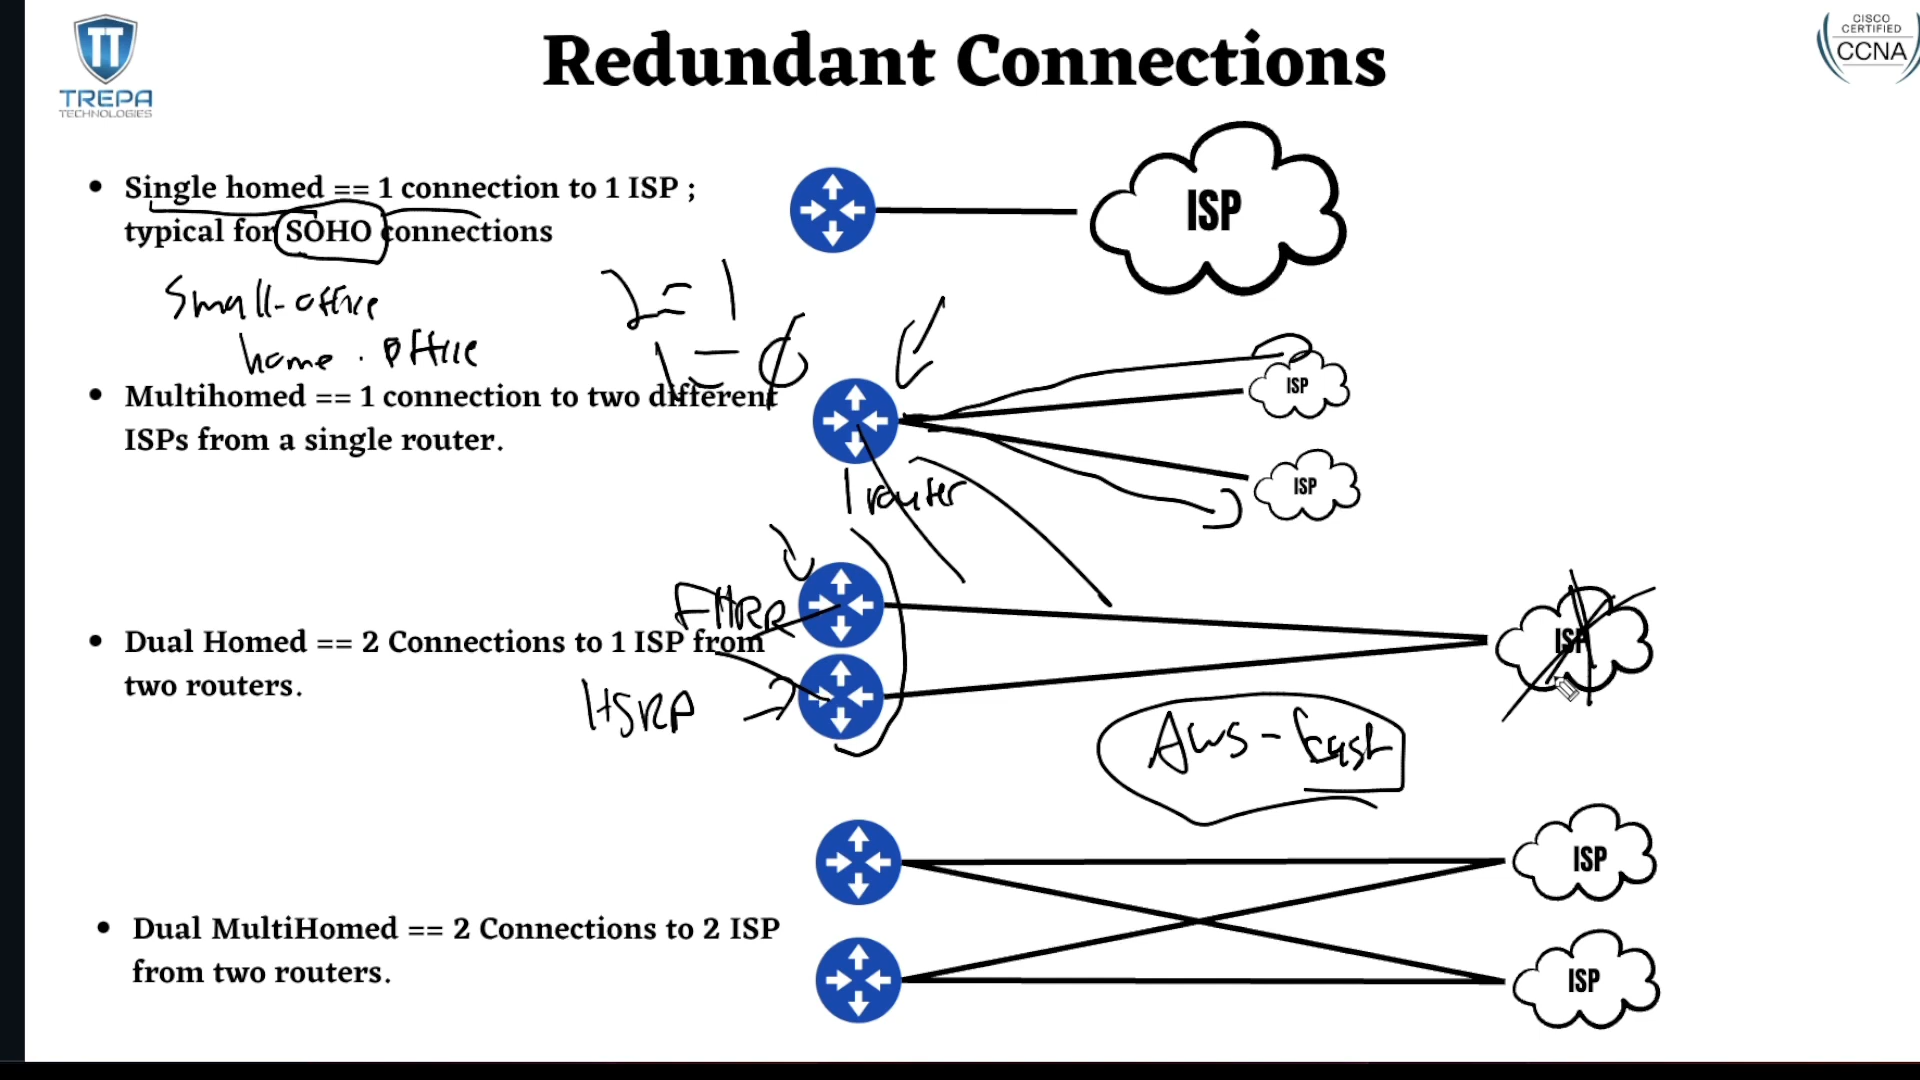 TREPA
TECHNOLOGIES
Redundant Connections
CISCO
CERTIFIED
CCNA
• Single homed == 1 connection to 1 ISP ;
typical for SOHO connections
Small-office
home . office
2 = 1
1 = 0
ISP
• Multihomed == 1 connection to two different
ISPs from a single router.
1 router
ISP
ISP
FHRP
• Dual Homed == 2 Connections to 1 ISP from
two routers.
HSRP
ISP
AWS - East
• Dual MultiHomed == 2 Connections to 2 ISP
from two routers.
ISP
ISP